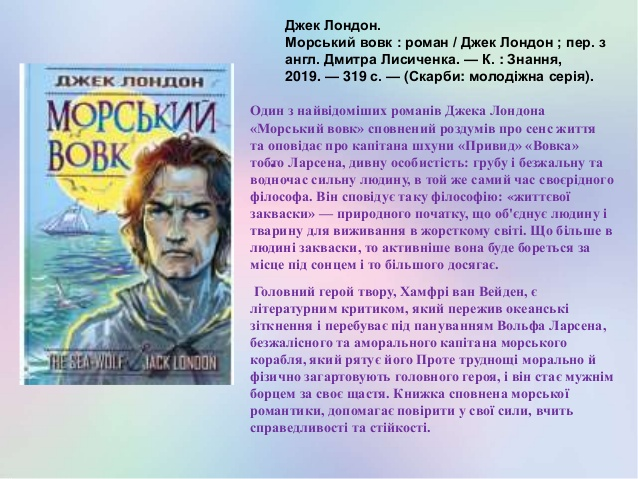 Джек Лондон.
Морський вовк : роман / Джек Лондон ; пер. з
англ. Дмитра Лисиченка. — К. : Знання,
2019. — 319 с. — (Скарби: молодіжна серія).
ДЖЕК ЛОНДОН
МОРСЬКИЙ
ВОВК
THE SEA-WOLF JACK LONDON
Один з найвідоміших романів Джека Лондона
«Морський вовк» сповнений роздумів про сенс життя
та оповідає про капітана шхуни «Привид» «Вовка»
тобто Ларсена, дивну особистість: грубу і безжальну та
водночас сильну людину, в той же самий час своєрідного
філософа. Він сповідує таку філософію: «життєвої
закваски» — природного початку, що об'єднує людину і
тварину для виживання в жорсткому світі. Що більше в
людині закваски, то активніше вона буде бореться за
місце під сонцем і то більшого досягає.
Головний герой твору, Хамфрі ван Вейден, є
літературним критиком, який пережив океанські
зіткнення і перебуває під пануванням Вольфа Ларсена,
безжалісного та аморального капітана морського
корабля, який рятує його Проте труднощі морально й
фізично загартовують головного героя, і він стає мужнім
борцем за своє щастя. Книжка сповнена морської
романтики, допомагає повірити у свої сили, вчить
справедливості та стійкості.